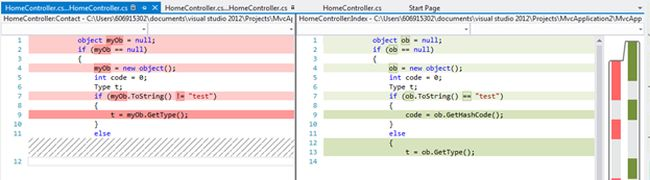 HomeController.cs...HomeController.cs HomeController.cs HomeController.cs Start Page
HomeController:Contact - C:\Users\606915302\documents\visual studio 2012\Projects\MvcAp
HomeController:Index - C:\Users\606915302\documents\visual studio 2012\Projects\MvcApplication2\MvcApp
1 object myOb = null;
2 if (myOb == null)
3 {
4 myOb = new object();
5 int code = 0;
6 Type t;
7 if (myOb.ToString() != "test")
8 {
9 t = myOb.GetType();
10 }
11 else
12
1 object ob = null;
2 if (ob == null)
3 {
4 ob = new object();
5 int code = 0;
6 Type t;
7 if (ob.ToString() == "test")
8 {
9 code = ob.GetHashCode();
10 }
11 else
12 {
13 t = ob.GetType();
14